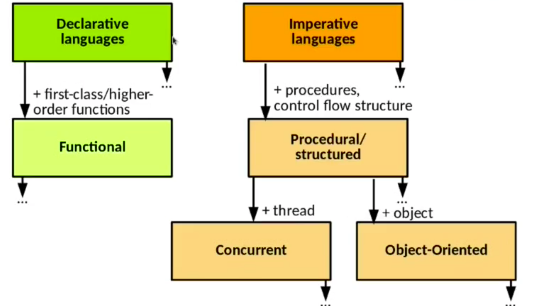 Declarative
languages
Imperative
languages
...
...
+ first-class/higher-
order functions
+ procedures,
control flow structure
Functional
Procedural/
structured
...
...
+ thread
+ object
Concurrent
Object-Oriented
...
...